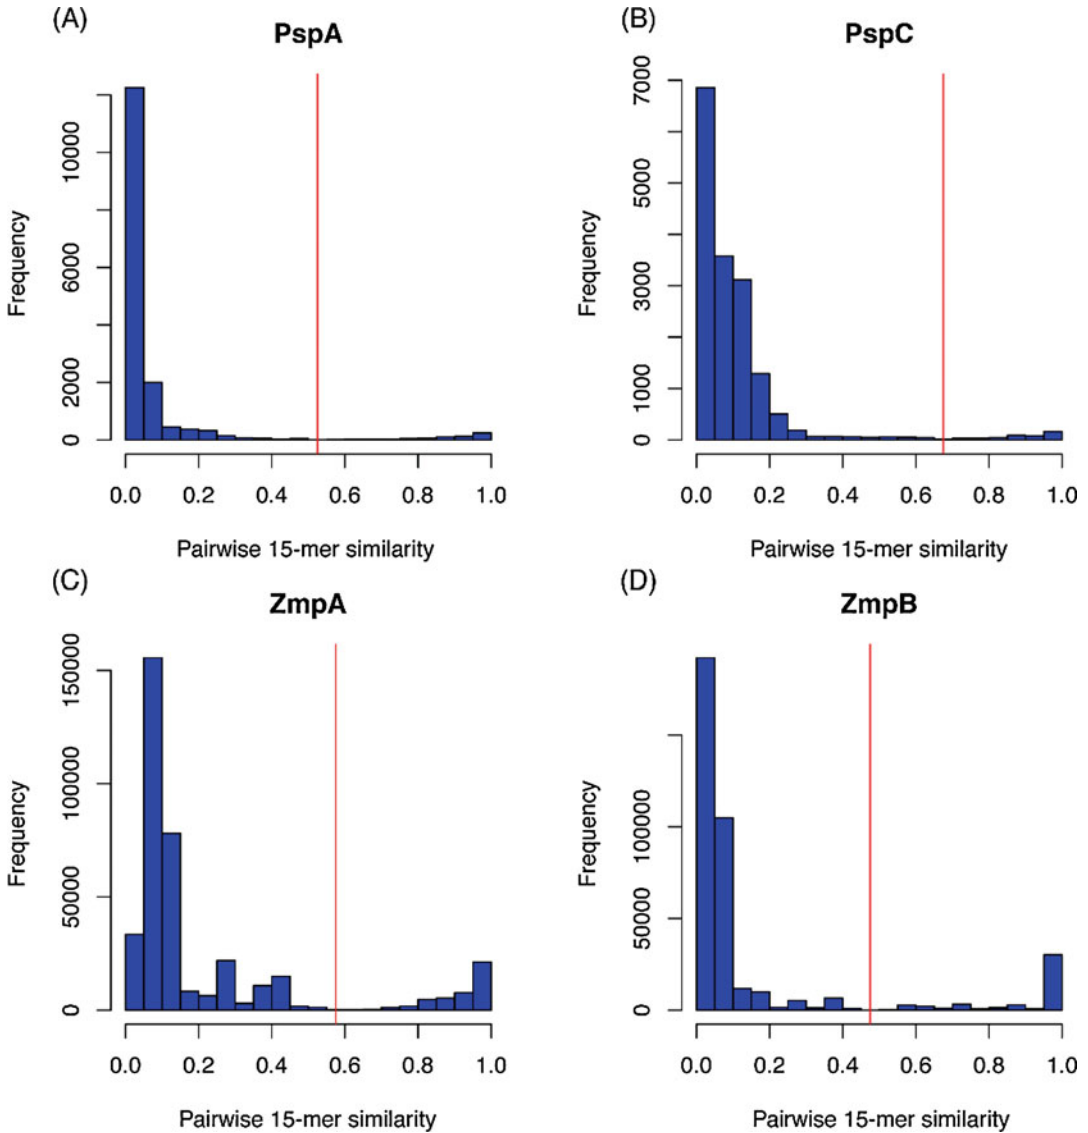 (A)
PspA
Frequency
0
2000
6000
10000
0.0 0.2 0.4 0.6 0.8 1.0
Pairwise 15-mer similarity
(B)
PspC
Frequency
0
1000
3000
5000
7000
0.0 0.2 0.4 0.6 0.8 1.0
Pairwise 15-mer similarity
(C)
ZmpA
Frequency
0
50000
100000
150000
0.0 0.2 0.4 0.6 0.8 1.0
Pairwise 15-mer similarity
(D)
ZmpB
Frequency
0
50000
100000
0.0 0.2 0.4 0.6 0.8 1.0
Pairwise 15-mer similarity